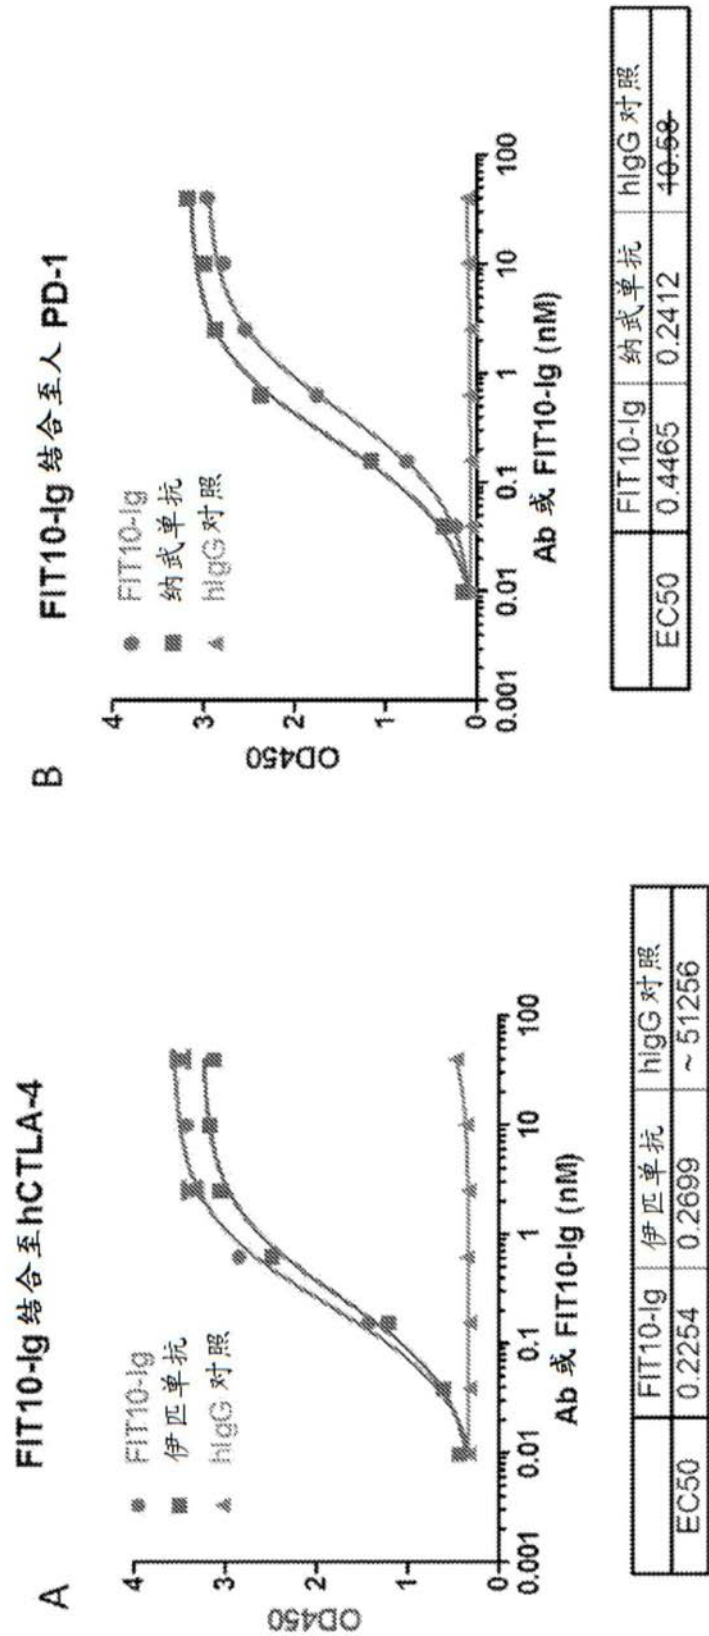 A
FIT10-Ig 结合至hCTLA-4
FIT10-Ig
伊匹单抗
hIgG 对照
OD450
4
3
2
1
0
0.001 0.01 0.1 1 10 100
Ab 或 FIT10-Ig (nM)
FIT10-Ig 伊匹单抗 hIgG 对照
EC50 0.2254 0.2699 ~ 51256
B
FIT10-Ig 结合至人 PD-1
FIT10-Ig
纳武单抗
hIgG 对照
OD450
4
3
2
1
0
0.001 0.01 0.1 1 10 100
Ab 或 FIT10-Ig (nM)
FIT10-Ig 纳武单抗 hIgG 对照
EC50 0.4465 0.2412 10.58